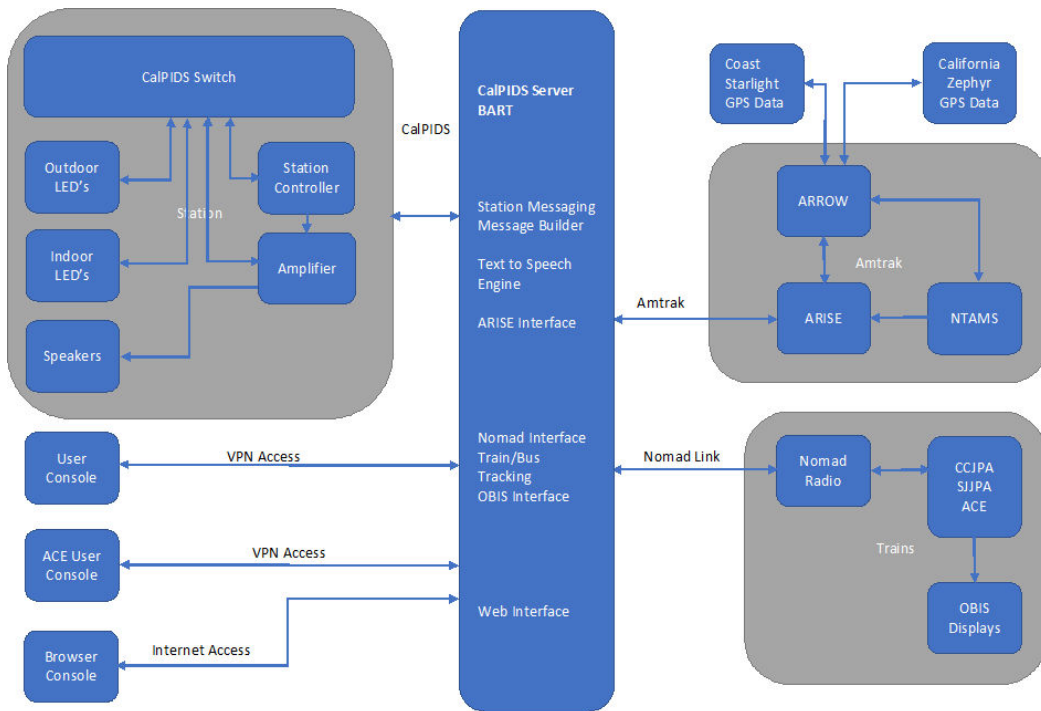 CalPIDS Switch
Outdoor
LED's
Station
Controller
Station
Indoor
LED's
Amplifier
Speakers
CalPIDS
User
Console
VPN Access
ACE User
Console
VPN Access
Browser
Console
Internet Access
CalPIDS Server
BART
Station Messaging
Message Builder
Text to Speech
Engine
ARISE Interface
Nomad Interface
Train/Bus
Tracking
OBIS Interface
Web Interface
Coast
Starlight
GPS Data
California
Zephyr
GPS Data
ARROW
Amtrak
Amtrak
ARISE
NTAMS
Nomad Link
Nomad
Radio
CCJPA
SJJPA
ACE
Trains
OBIS
Displays